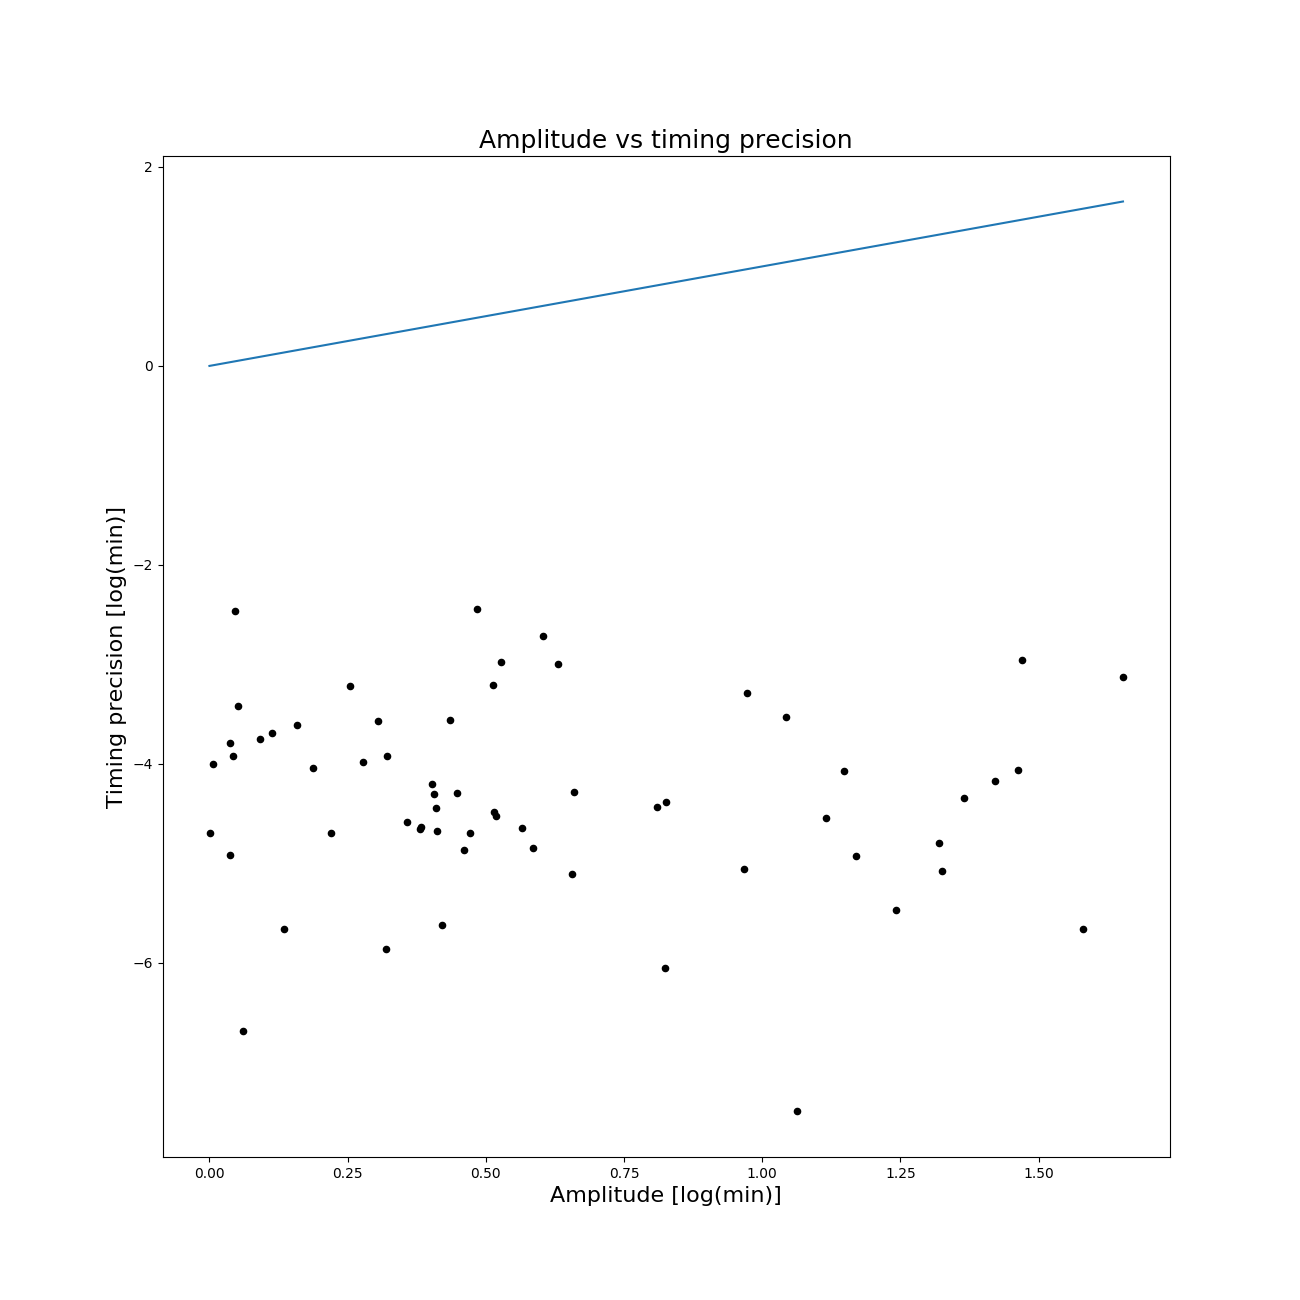 Amplitude vs timing precision
2
0
−2
−4
−6
Timing precision [log(min)]
0.00 0.25 0.50 0.75 1.00 1.25 1.50
Amplitude [log(min)]